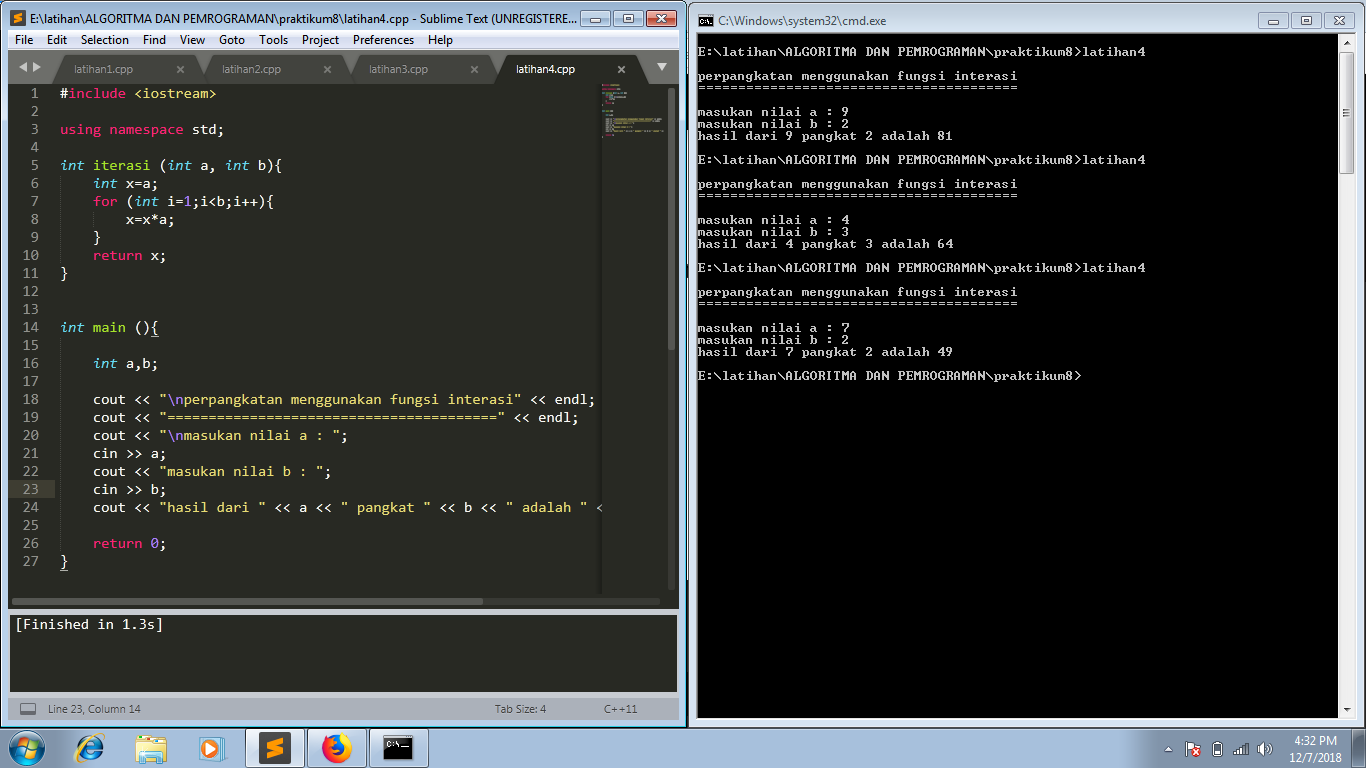 E:\latihan\ALGORITMA DAN PEMROGRAMAN\praktikum8\latihan4.cpp - Sublime Text (UNREGISTERE...
File Edit Selection Find View Goto Tools Project Preferences Help
latihan1.cpp × latihan2.cpp × latihan3.cpp × latihan4.cpp ×
1 #include <iostream>
2
3 using namespace std;
4
5 int iterasi (int a, int b){
6 int x=a;
7 for (int i=1;i<b;i++){
8 x=x*a;
9 }
10 return x;
11 }
12
13
14 int main (){
15
16 int a,b;
17
18 cout << "\nperpangkatan menggunakan fungsi interasi" << endl;
19 cout << "========================================" << endl;
20 cout << "\nmasukan nilai a : ";
21 cin >> a;
22 cout << "masukan nilai b : ";
23 cin >> b;
24 cout << "hasil dari " << a << " pangkat " << b << " adalah " <
25
26 return 0;
27 }
[Finished in 1.3s]
Line 23, Column 14 Tab Size: 4 C++11
C:\Windows\system32\cmd.exe
E:\latihan\ALGORITMA DAN PEMROGRAMAN\praktikum8>latihan4
perpangkatan menggunakan fungsi interasi
========================================
masukan nilai a : 9
masukan nilai b : 2
hasil dari 9 pangkat 2 adalah 81
E:\latihan\ALGORITMA DAN PEMROGRAMAN\praktikum8>latihan4
perpangkatan menggunakan fungsi interasi
========================================
masukan nilai a : 4
masukan nilai b : 3
hasil dari 4 pangkat 3 adalah 64
E:\latihan\ALGORITMA DAN PEMROGRAMAN\praktikum8>latihan4
perpangkatan menggunakan fungsi interasi
========================================
masukan nilai a : 7
masukan nilai b : 2
hasil dari 7 pangkat 2 adalah 49
E:\latihan\ALGORITMA DAN PEMROGRAMAN\praktikum8>
4:32 PM
12/7/2018